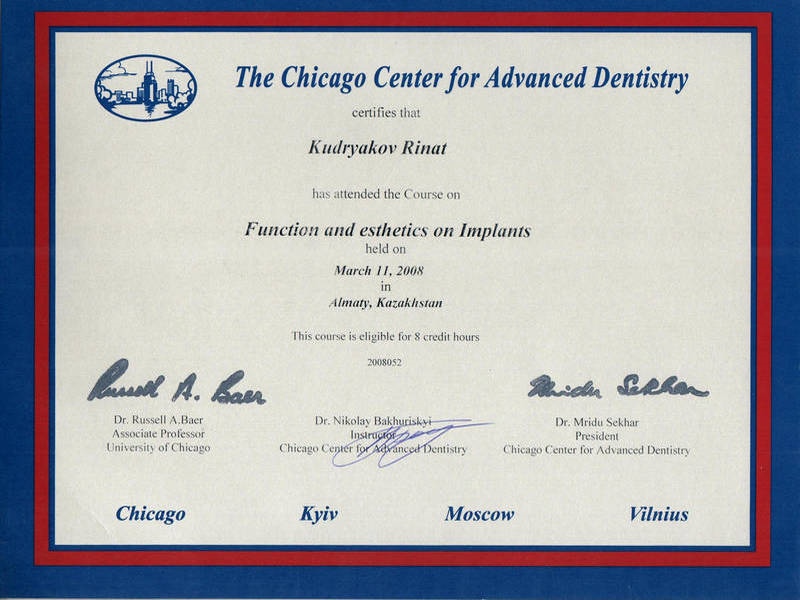 The Chicago Center for Advanced Dentistry
certifies that
Kudryakov Rinat
has attended the Course on
Function and esthetics on Implants
held on
March 11, 2008
in
Almaty, Kazakhstan
This course is eligible for 8 credit hours
2008052
Russell A. Baer
Mridu Sekhar
Dr. Russell A.Baer
Associate Professor
University of Chicago
Dr. Nikolay Bakhuriskyi
Instructor
Chicago Center for Advanced Dentistry
Dr. Mridu Sekhar
President
Chicago Center for Advanced Dentistry
Chicago Kyiv Moscow Vilnius